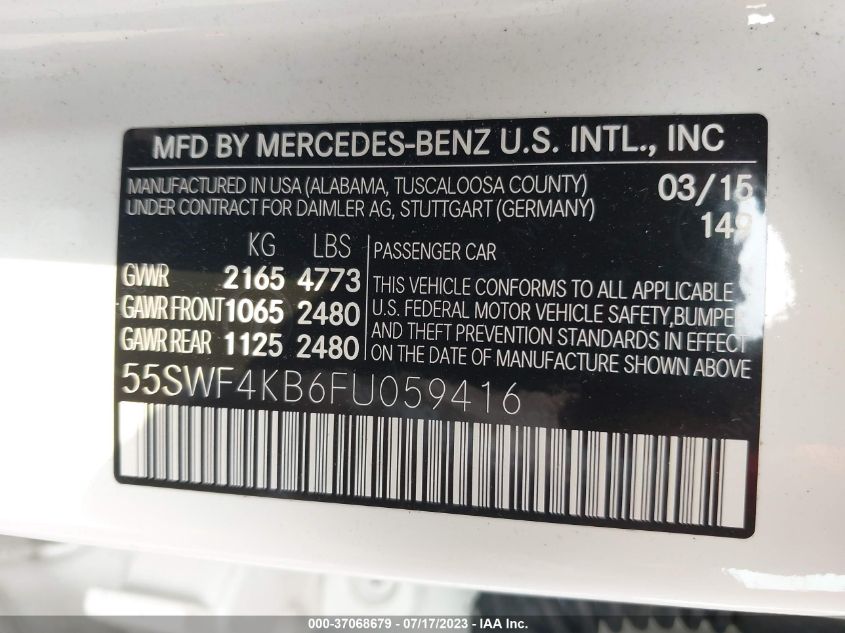 MFD BY MERCEDES-BENZ U.S. INTL., INC
MANUFACTURED IN USA (ALABAMA, TUSCALOOSA COUNTY) 03/15
UNDER CONTRACT FOR DAIMLER AG, STUTTGART (GERMANY) 149
KG LBS
GVWR 2165 4773
GAWR FRONT 1065 2480
GAWR REAR 1125 2480
PASSENGER CAR
THIS VEHICLE CONFORMS TO ALL APPLICABLE
U.S. FEDERAL MOTOR VEHICLE SAFETY,BUMPER
AND THEFT PREVENTION STANDARDS IN EFFECT
ON THE DATE OF MANUFACTURE SHOWN ABOVE
55SWF4KB6FU059416
000-37068679 - 07/17/2023 - IAA Inc.